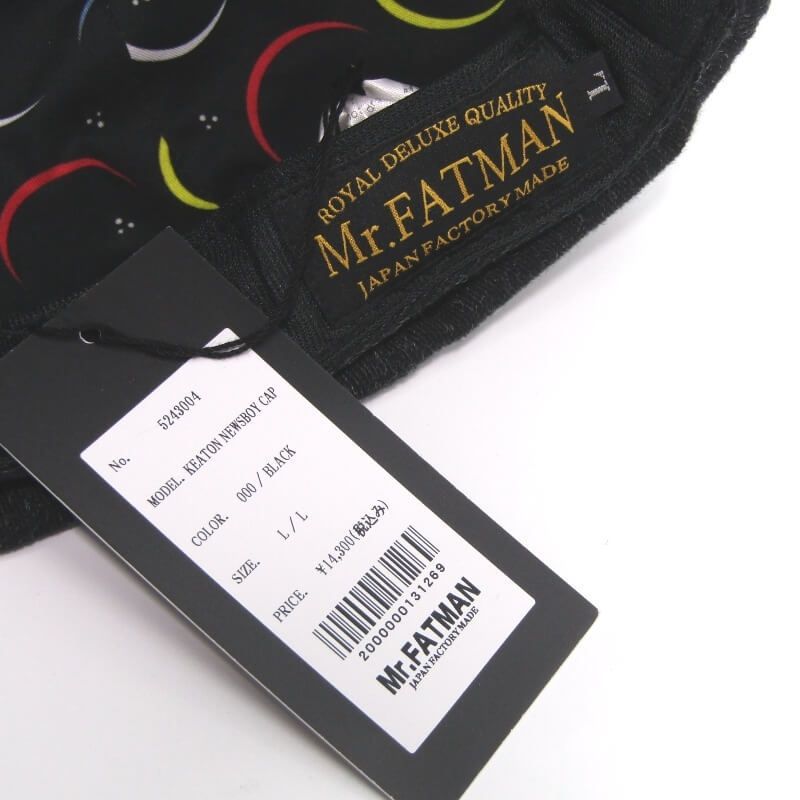 ROYAL DELUXE QUALITY
Mr.FATMAN
JAPAN FACTORY MADE
L
No. 5243004
MODEL. KEATON NEWSBOY CAP
COLOR. 000 / BLACK
SIZE. L / L
PRICE. ¥14,300(税込み)
2000000131269
Mr.FATMAN
JAPAN FACTORY MADE